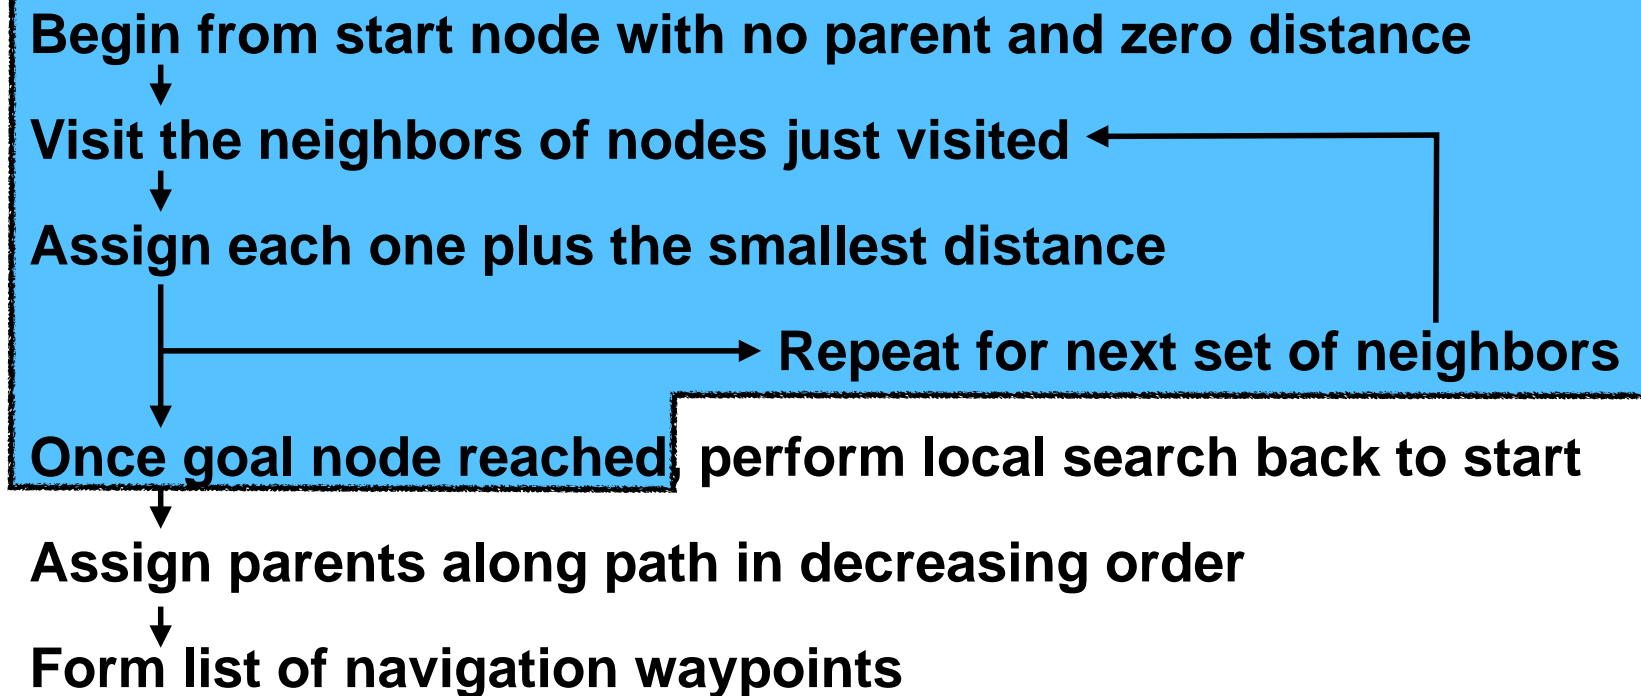 Begin from start node with no parent and zero distance
Visit the neighbors of nodes just visited
Assign each one plus the smallest distance
Repeat for next set of neighbors
Once goal node reached, perform local search back to start
Assign parents along path in decreasing order
Form list of navigation waypoints